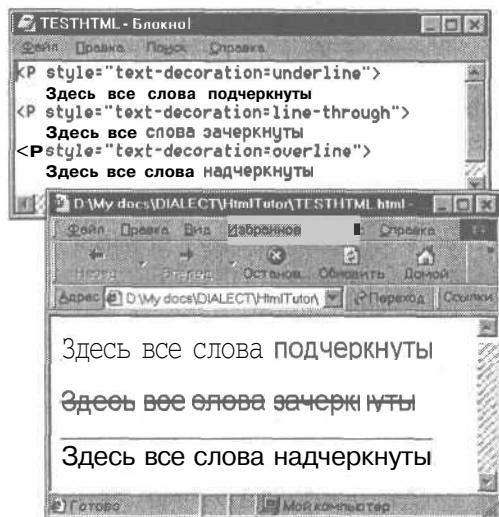 TESTHTML - Блокнот
Файл Правка Поиск Справка
<P style="text-decoration=underline">
Здесь все слова подчеркнуты
<P style="text-decoration=line-through">
Здесь все слова зачеркнуты
<P style="text-decoration=overline">
Здесь все слова надчеркнуты
D:\My docs\DIALECT\HtmlTutor\TESTHTML.html -
Файл Правка Вид Избранное Справка
Назад Вперед Останов. Обновить Домой
Адрес D:\My docs\DIALECT\HtmlTutor\ Переход Ссылки
Здесь все слова подчеркнуты
Здесь все слова зачеркнуты
Здесь все слова надчеркнуты
Готово Мой компьютер